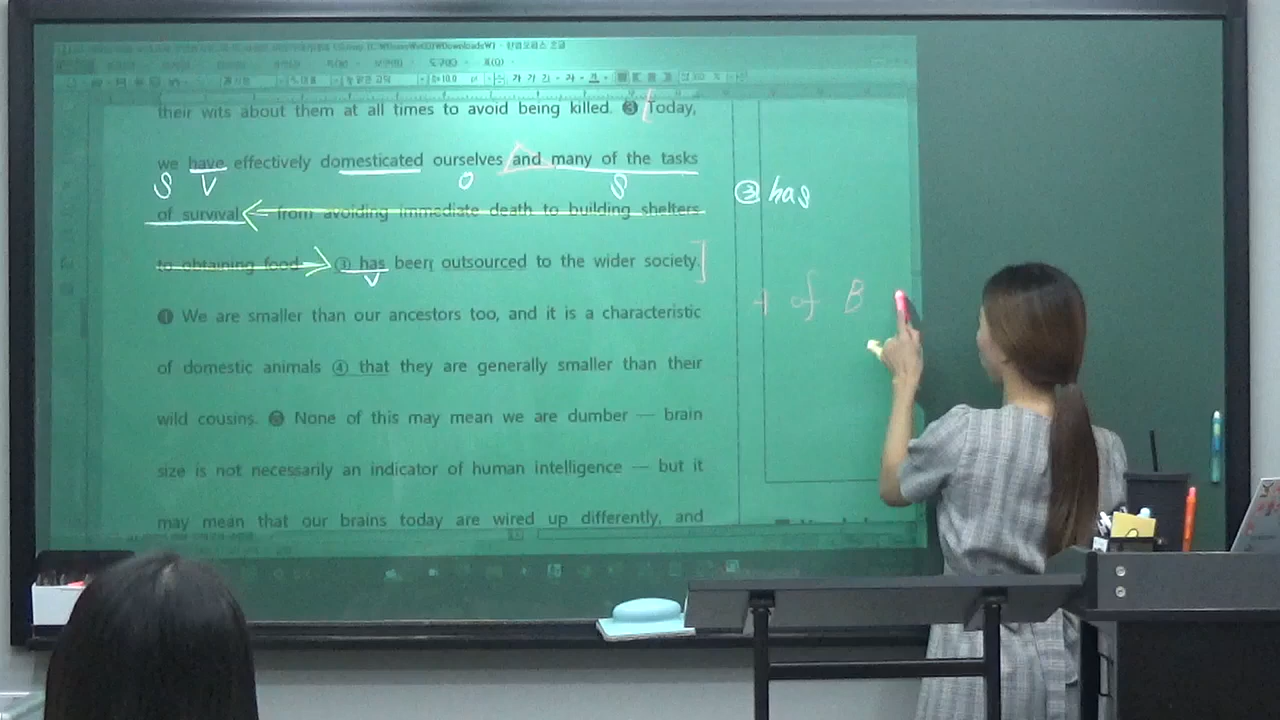 their wits about them at all times to avoid being killed. ❸ [Today,
we have effectively domesticated ourselves and many of the tasks
S V O S
of survival — from avoiding immediate death to building shelters
② has
to obtaining food — ③ has been outsourced to the wider society.]
V
A of B
❹ We are smaller than our ancestors too, and it is a characteristic
of domestic animals ④ that they are generally smaller than their
wild cousins. ❺ None of this may mean we are dumber — brain
size is not necessarily an indicator of human intelligence — but it
may mean that our brains today are wired up differently, and